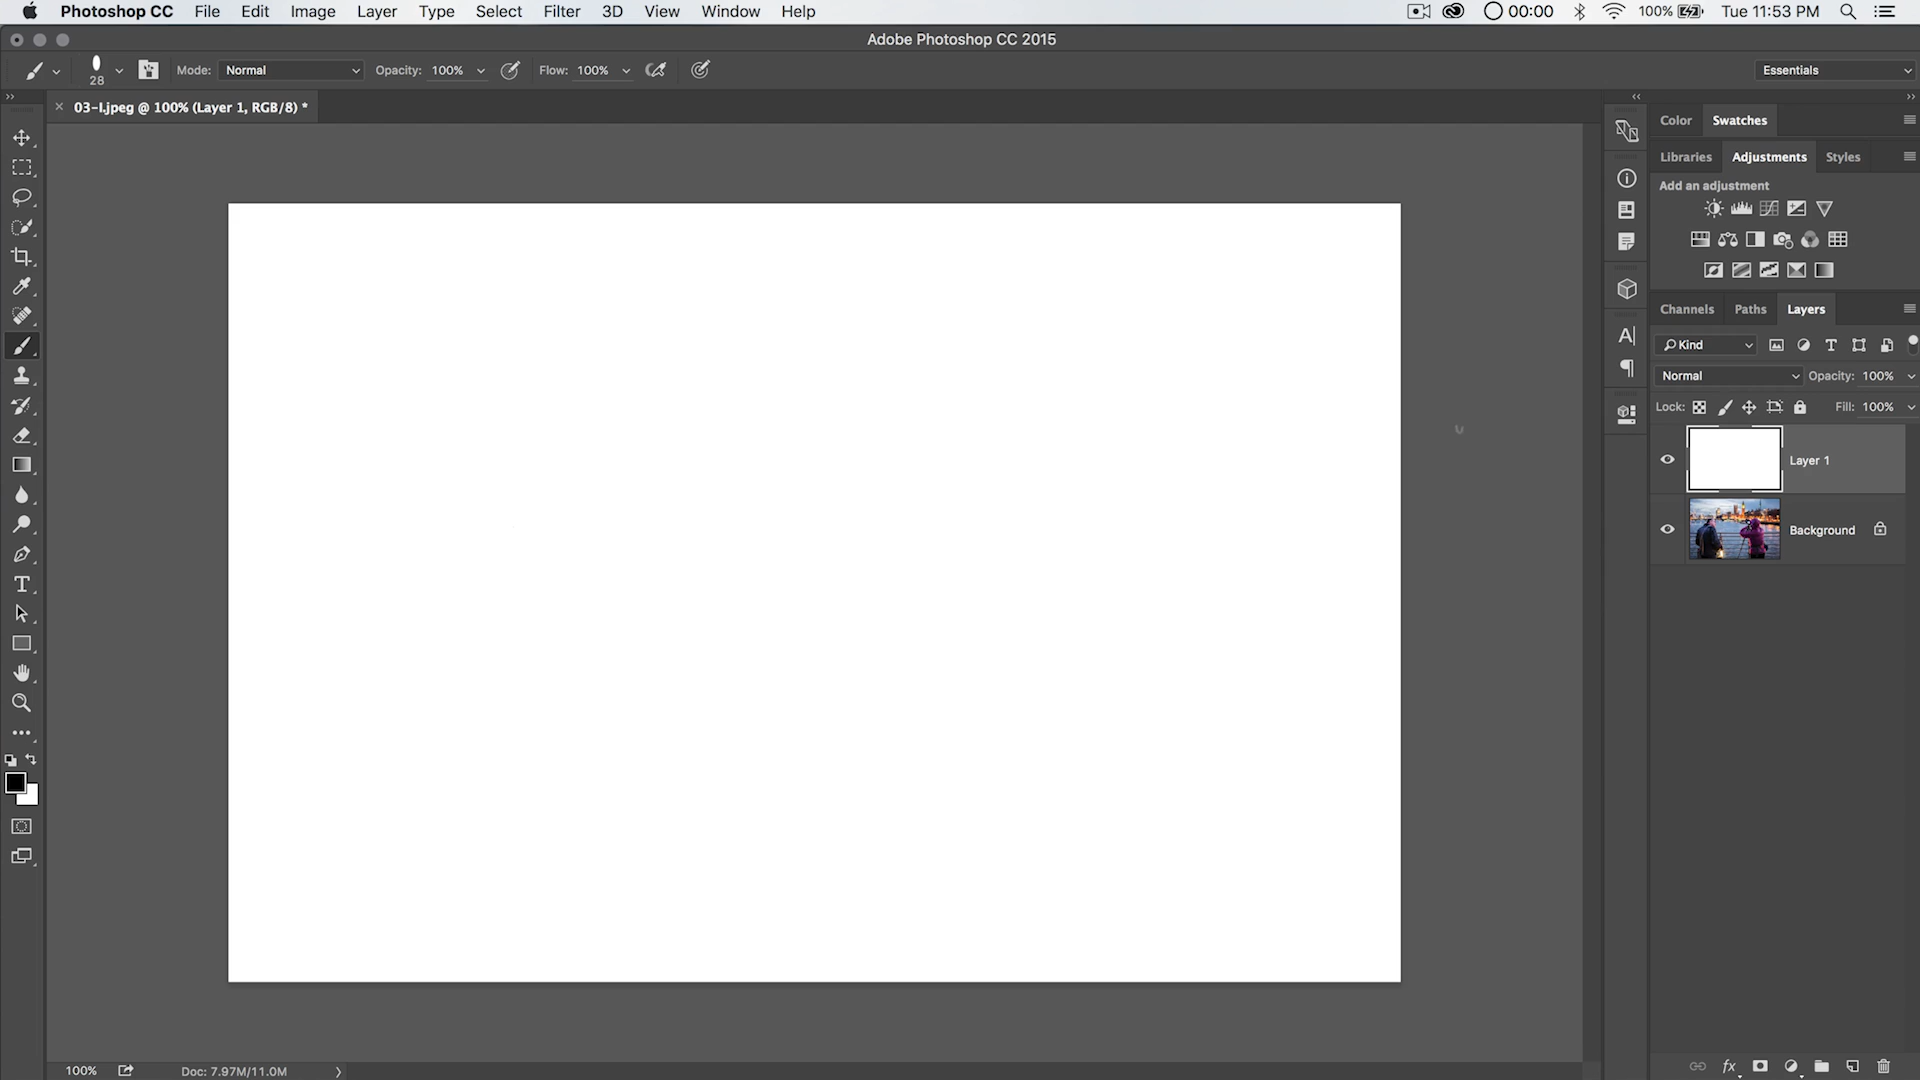 Photoshop CC File Edit Image Layer Type Select Filter 3D View Window Help 00:00 100% Tue 11:53 PM
Adobe Photoshop CC 2015
28 Mode: Normal Opacity: 100% Flow: 100% Essentials
03-I.jpeg @ 100% (Layer 1, RGB/8) *
Color Swatches
Libraries Adjustments Styles
Add an adjustment
Channels Paths Layers
Kind
Normal Opacity: 100%
Lock: Fill: 100%
Layer 1
Background
100% Doc: 7.97M/11.0M